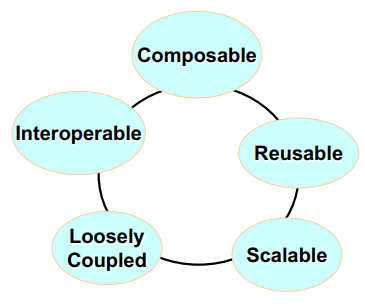 Composable
Interoperable
Reusable
Loosely
Coupled
Scalable